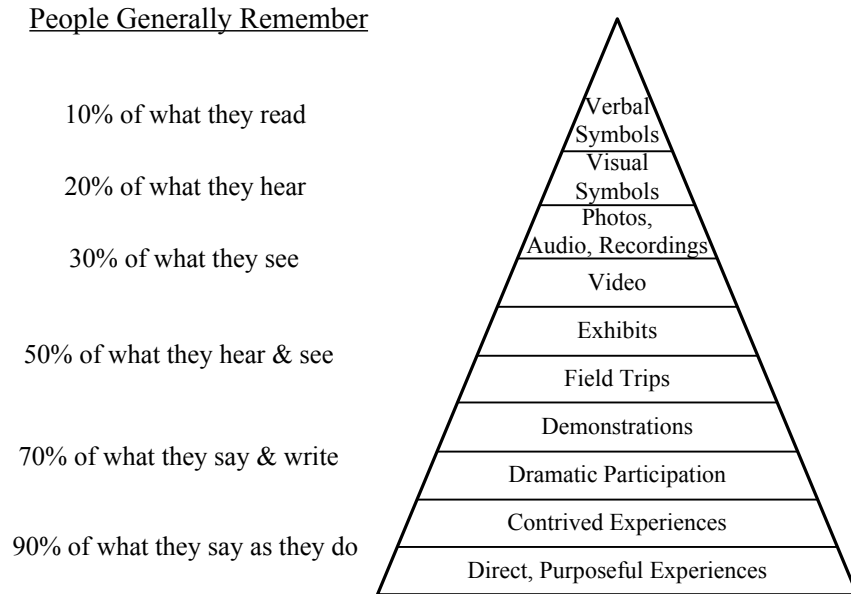 People Generally Remember
10% of what they read
20% of what they hear
30% of what they see
50% of what they hear & see
70% of what they say & write
90% of what they say as they do
Verbal
Symbols
Visual
Symbols
Photos,
Audio, Recordings
Video
Exhibits
Field Trips
Demonstrations
Dramatic Participation
Contrived Experiences
Direct, Purposeful Experiences